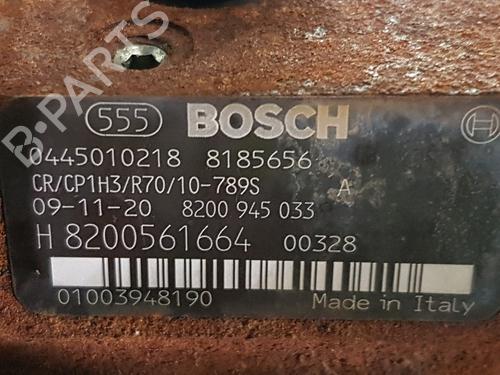 B-PARTS
555 BOSCH
0445010218 8185656
CR/CP1H3/R70/10-789S A
09-11-20 8200 945 033
H 8200561664 00328
01003948190 Made in Italy